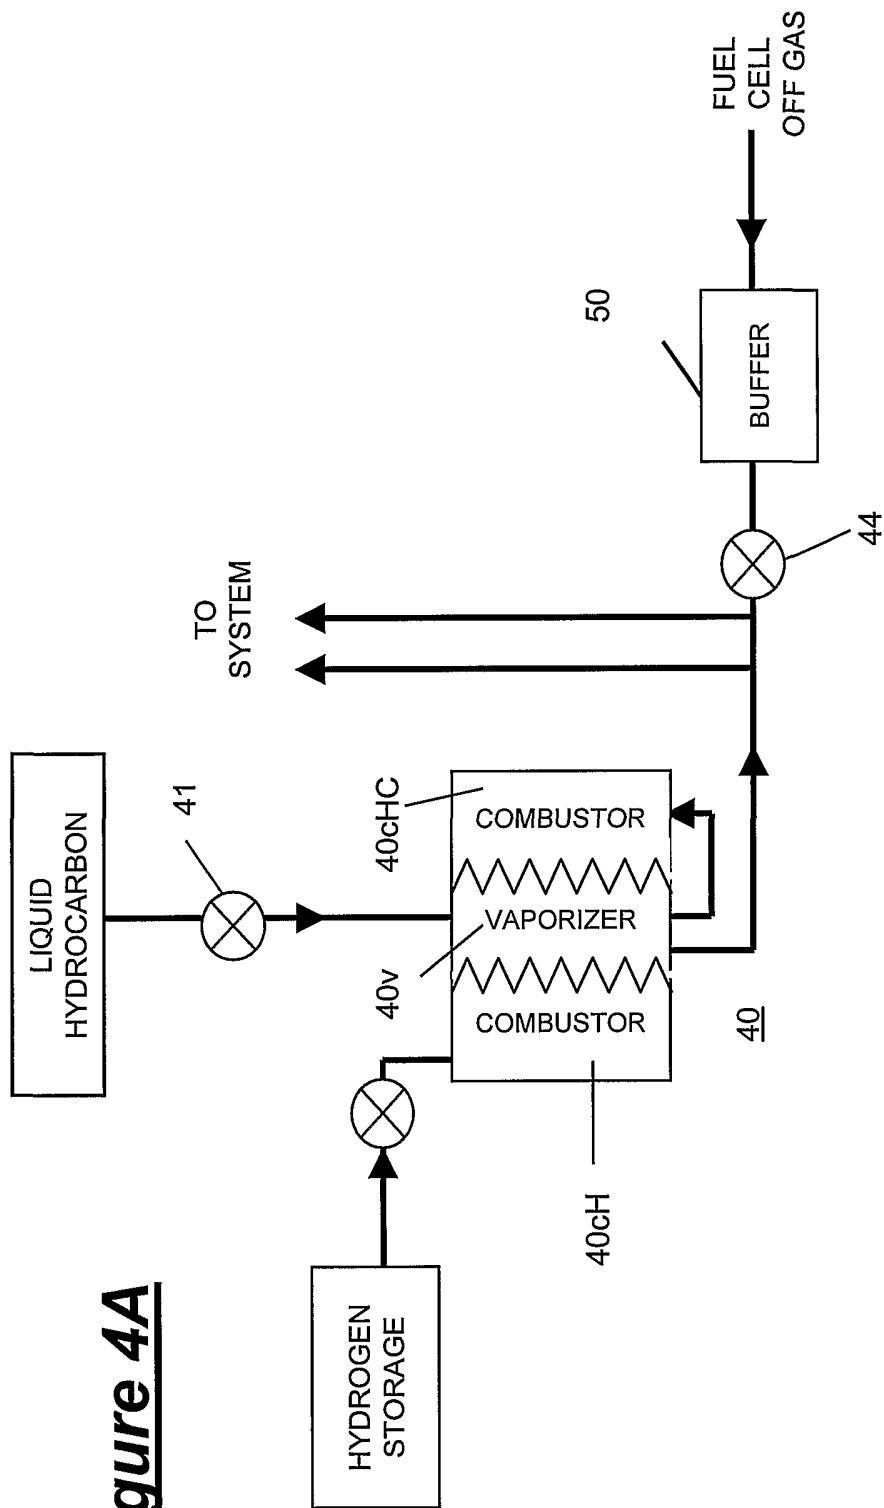 gure 4A
LIQUID
HYDROCARBON
41
TO
SYSTEM
HYDROGEN
STORAGE
40v
40cHC
COMBUSTOR
VAPORIZER
COMBUSTOR
40cH
50
40
BUFFER
FUEL
CELL
OFF GAS
44